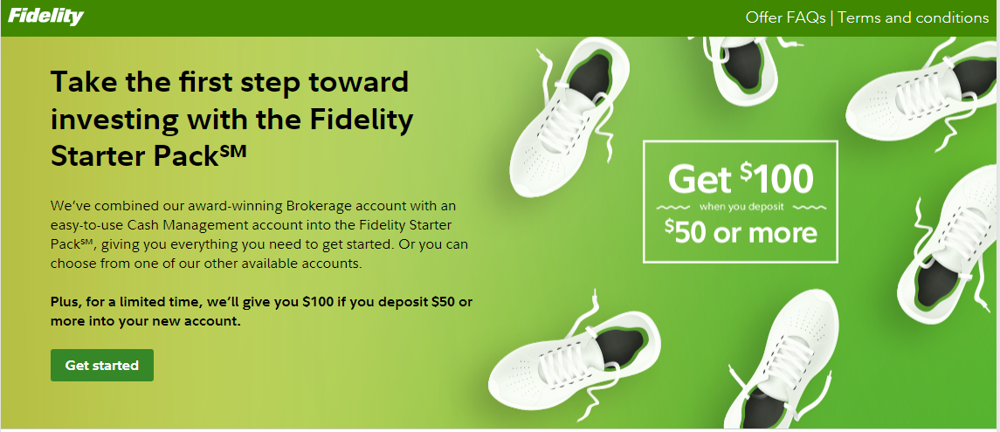 Fidelity
Offer FAQs | Terms and conditions
Take the first step toward
investing with the Fidelity
Starter Pack℠
We’ve combined our award-winning Brokerage account with an
easy-to-use Cash Management account into the Fidelity Starter
Pack℠, giving you everything you need to get started. Or you can
choose from one of our other available accounts.
Plus, for a limited time, we’ll give you $100 if you deposit $50 or
more into your new account.
Get started
Get $100
when you deposit
$50 or more